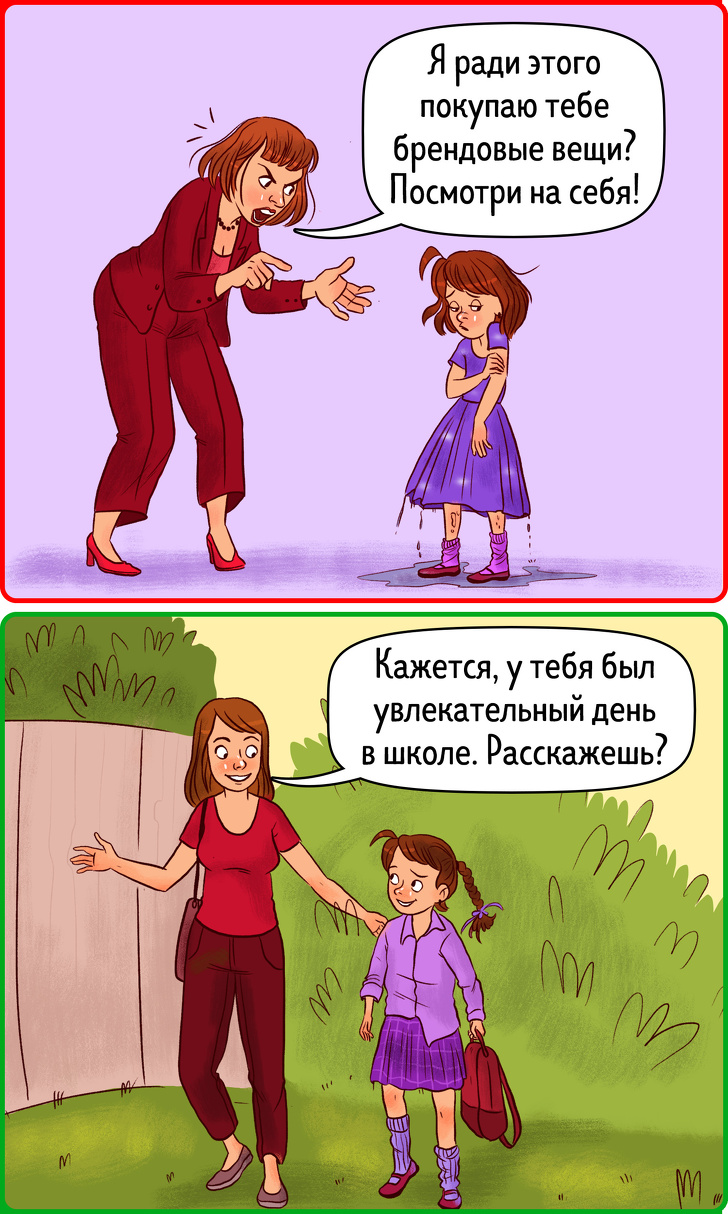 Я ради этого
покупаю тебе
брендовые вещи?
Посмотри на себя!
Кажется, у тебя был
увлекательный день
в школе. Расскажешь?